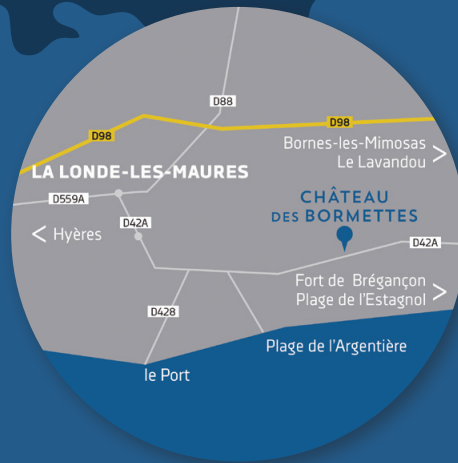 D88
D98
D98
Bornes-les-Mimosas
Le Lavandou >
LA LONDE-LES-MAURES
D559A
CHÂTEAU
DES BORMETTES
D42A
< Hyères
D42A
Fort de Brégançon
Plage de l'Estagnol >
D428
Plage de l'Argentière
le Port